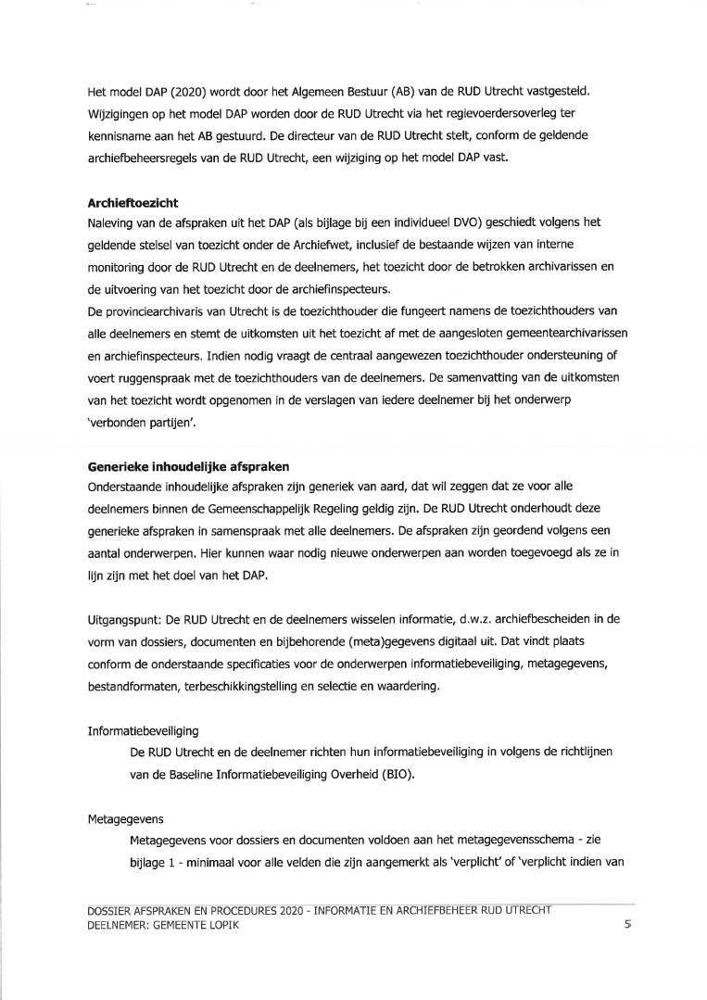 Het model DAP (2020) wordt door het Algemeen Bestuur (AB) van de RUD Utrecht vastgesteld.
Wijzigingen op het model DAP worden door de RUD Utrecht via het regievoerdersoverleg ter
kennisname aan het AB gestuurd. De directeur van de RUD Utrecht stelt, conform de geldende
archiefbeheersregels van de RUD Utrecht, een wijziging op het model DAP vast.
Archieftoezicht
Naleving van de afspraken uit het DAP (als bijlage bij een individueel DVO) geschiedt volgens het
geldende stelsel van toezicht onder de Archiefwet, inclusief de bestaande wijzen van interne
monitoring door de RUD Utrecht en de deelnemers, het toezicht door de betrokken archivarissen en
de uitvoering van het toezicht door de archiefinspecteurs.
De provinciearchivaris van Utrecht is de toezichthouder die fungeert namens de toezichthouders van
alle deelnemers en stemt de uitkomsten uit het toezicht af met de aangesloten gemeentearchivarissen
en archiefinspecteurs. Indien nodig vraagt de centraal aangewezen toezichthouder ondersteuning of
voert ruggenspraak met de toezichthouders van de deelnemers. De samenvatting van de uitkomsten
van het toezicht wordt opgenomen in de verslagen van iedere deelnemer bij het onderwerp
‘verbonden partijen’.
Generieke inhoudelijke afspraken
Onderstaande inhoudelijke afspraken zijn generiek van aard, dat wil zeggen dat ze voor alle
deelnemers binnen de Gemeenschappelijk Regeling geldig zijn. De RUD Utrecht onderhoudt deze
generieke afspraken in samenspraak met alle deelnemers. De afspraken zijn geordend volgens een
aantal onderwerpen. Hier kunnen waar nodig nieuwe onderwerpen aan worden toegevoegd als ze in
lijn zijn met het doel van het DAP.
Uitgangspunt: De RUD Utrecht en de deelnemers wisselen informatie, d.w.z. archiefbescheiden in de
vorm van dossiers, documenten en bijbehorende (meta)gegevens digitaal uit. Dat vindt plaats
conform de onderstaande specificaties voor de onderwerpen informatiebeveiliging, metagegevens,
bestandformaten, terbeschikkingstelling en selectie en waardering.
Informatiebeveiliging
De RUD Utrecht en de deelnemer richten hun informatiebeveiliging in volgens de richtlijnen
van de Baseline Informatiebeveiliging Overheid (BIO).
Metagegevens
Metagegevens voor dossiers en documenten voldoen aan het metagegevensschema - zie
bijlage 1 - minimaal voor alle velden die zijn aangemerkt als ‘verplicht’ of ‘verplicht indien van
DOSSIER AFSPRAKEN EN PROCEDURES 2020 - INFORMATIE EN ARCHIEFBEHEER RUD UTRECHT
DEELNEMER: GEMEENTE LOPIK 5